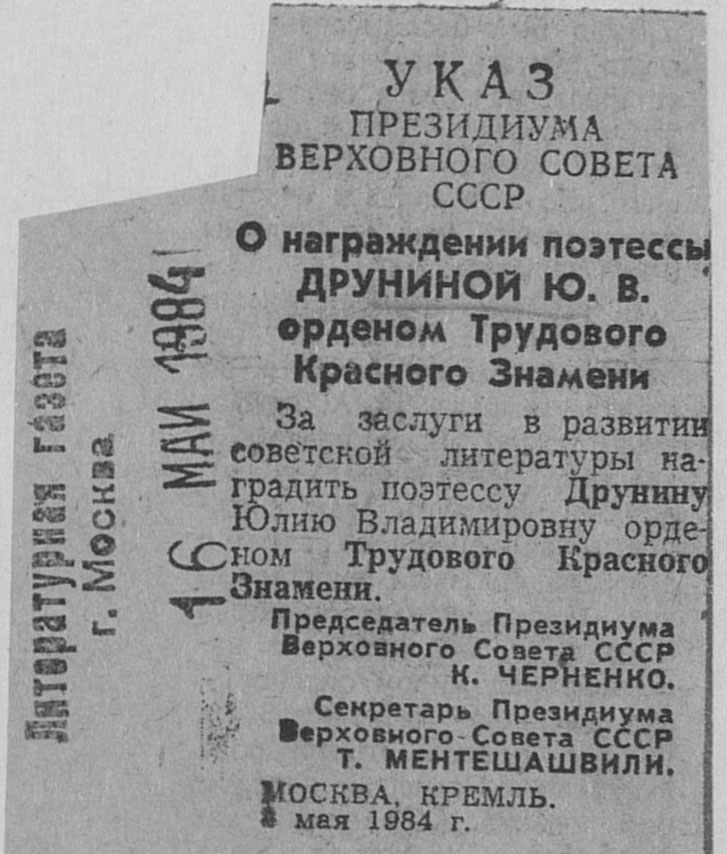 УКАЗ
ПРЕЗИДИУМА
ВЕРХОВНОГО СОВЕТА
СССР
О награждении поэтессы
ДРУНИНОЙ Ю. В.
орденом Трудового
Красного Знамени
За заслуги в развитии
советской литературы на-
градить поэтессу Друнину
Юлию Владимировну орде-
ном Трудового Красного
Знамени.
Председатель Президиума
Верховного Совета СССР
К. ЧЕРНЕНКО.
Секретарь Президиума
Верховного Совета СССР
Т. МЕНТЕШАШВИЛИ.
МОСКВА, КРЕМЛЬ.
мая 1984 г.
Литературная газета
г. Москва
16 МАЙ 1984